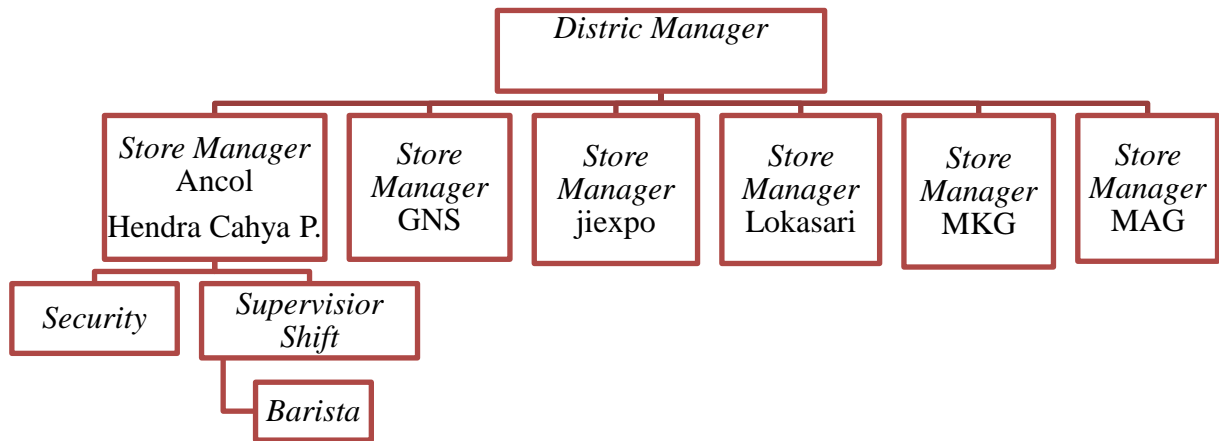 Distric Manager
Store Manager
Ancol
Hendra Cahya P.
Store
Manager
GNS
Store
Manager
jiexpo
Store
Manager
Lokasari
Store
Manager
MKG
Store
Manager
MAG
Security
Supervisior
Shift
Barista